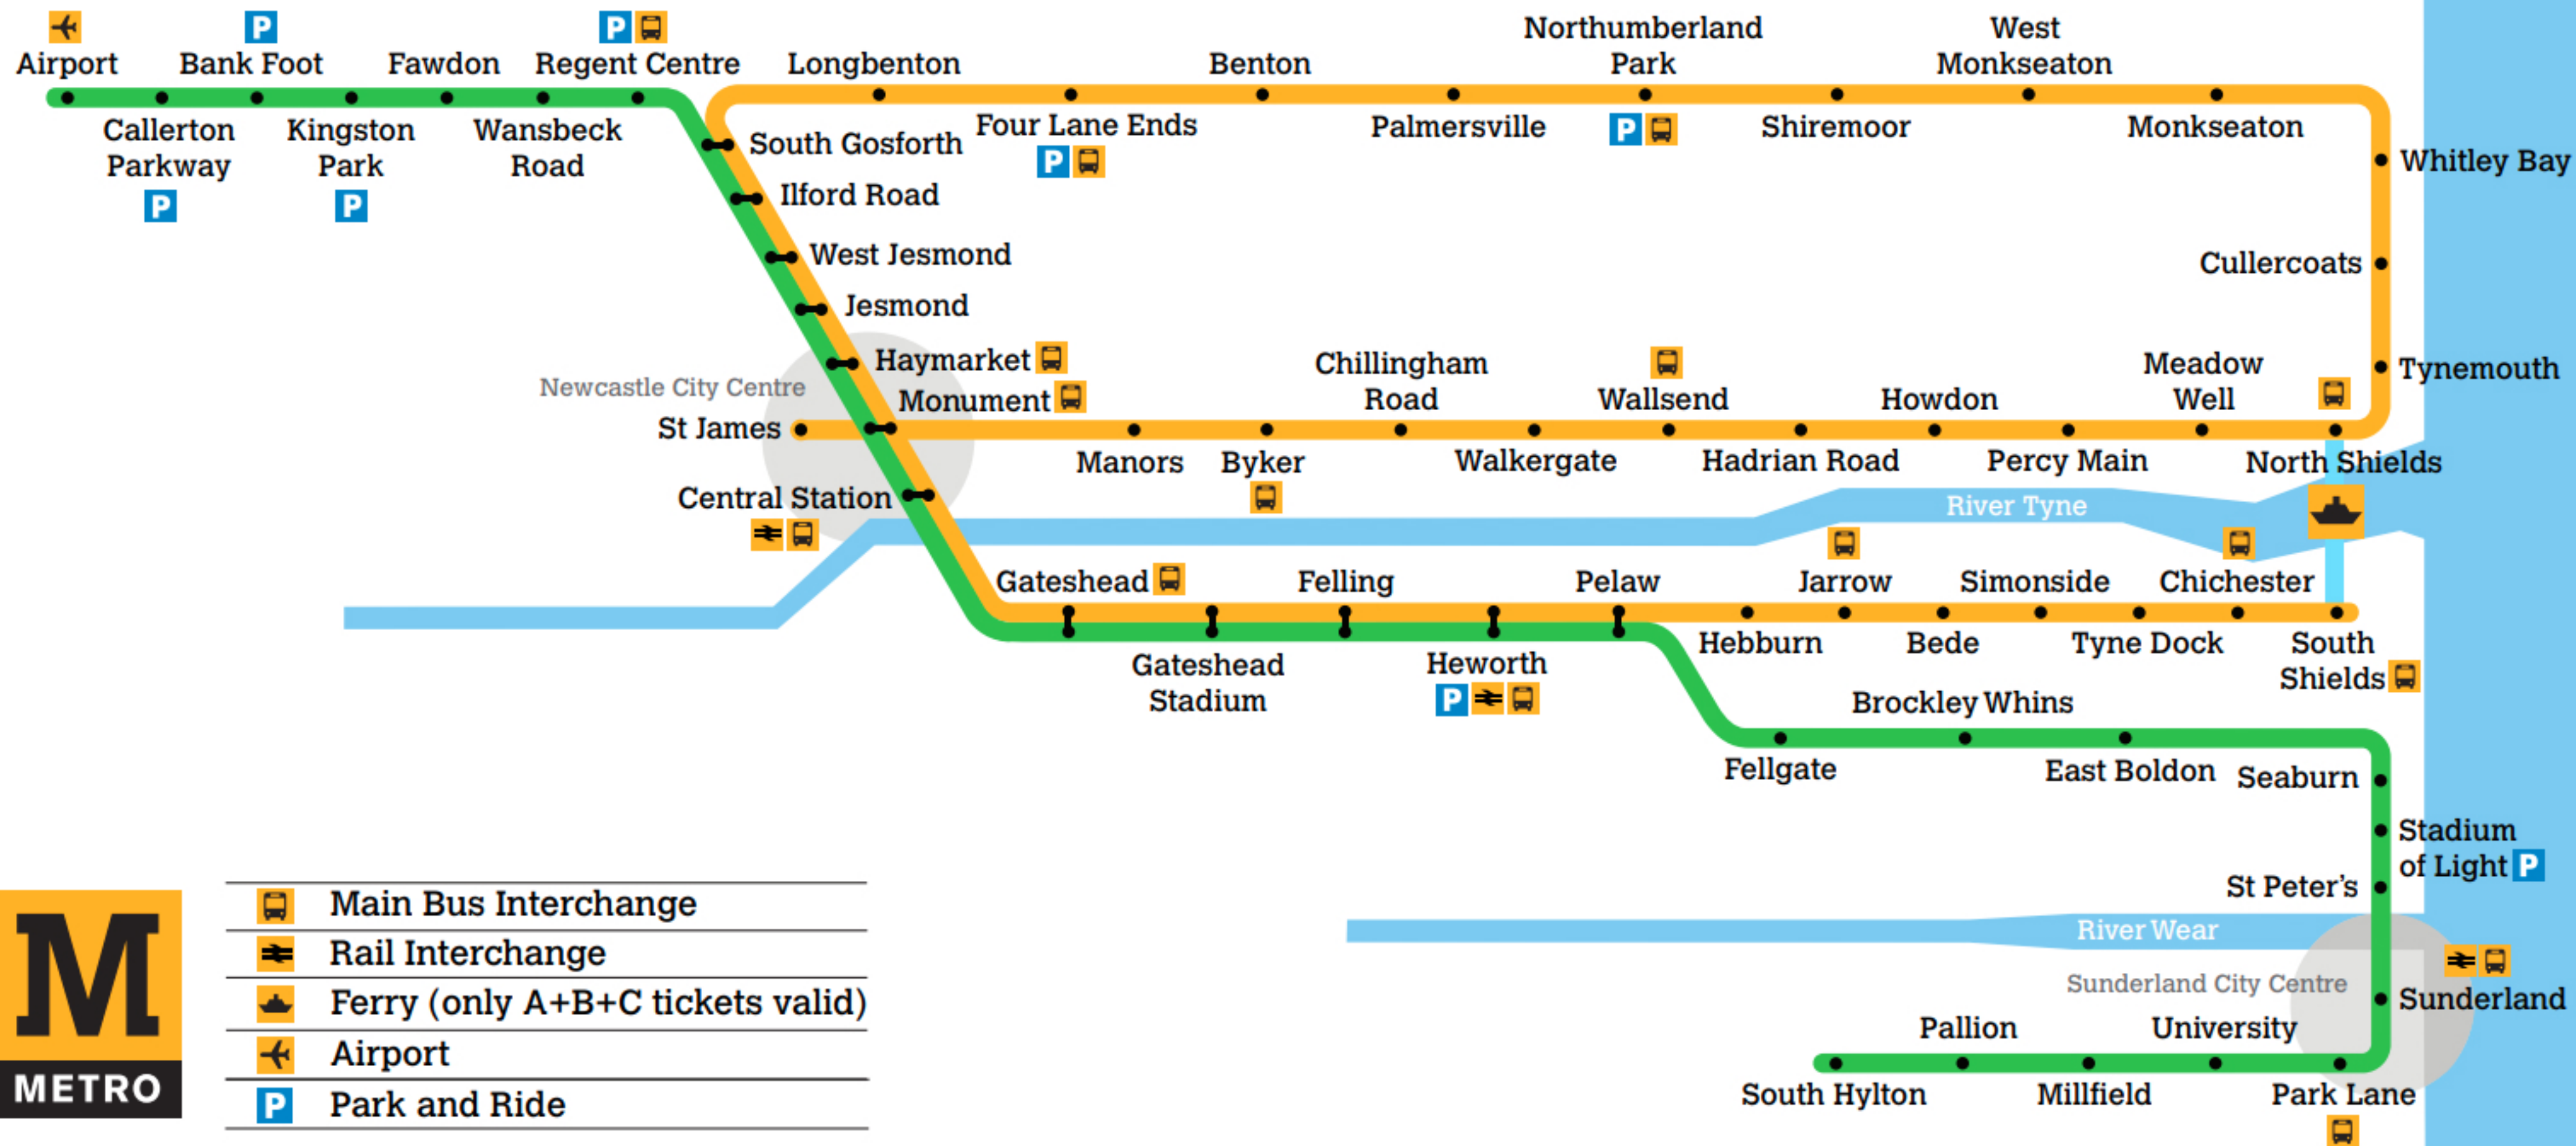 Airport
Bank Foot
Fawdon
Regent Centre
Callerton
Parkway
Kingston
Park
Wansbeck
Road
P
P
P
P
Longbenton
Four Lane Ends
P
Benton
Palmersville
Northumberland
Park
P
Shiremoor
West
Monkseaton
Monkseaton
Whitley Bay
Cullercoats
Tynemouth
South Gosforth
Ilford Road
West Jesmond
Jesmond
Haymarket
Newcastle City Centre
Monument
St James
Manors
Byker
Chillingham
Road
Walkergate
Wallsend
Hadrian Road
Howdon
Percy Main
Meadow
Well
North Shields
Central Station
River Tyne
Gateshead
Gateshead
Stadium
Felling
Heworth
P
Pelaw
Hebburn
Jarrow
Bede
Simonside
Tyne Dock
Chichester
South
Shields
Fellgate
Brockley Whins
East Boldon
Seaburn
Stadium
of Light P
St Peter's
River Wear
Sunderland City Centre
Sunderland
Park Lane
University
Millfield
Pallion
South Hylton
M
METRO
Main Bus Interchange
Rail Interchange
Ferry (only A+B+C tickets valid)
Airport
P Park and Ride